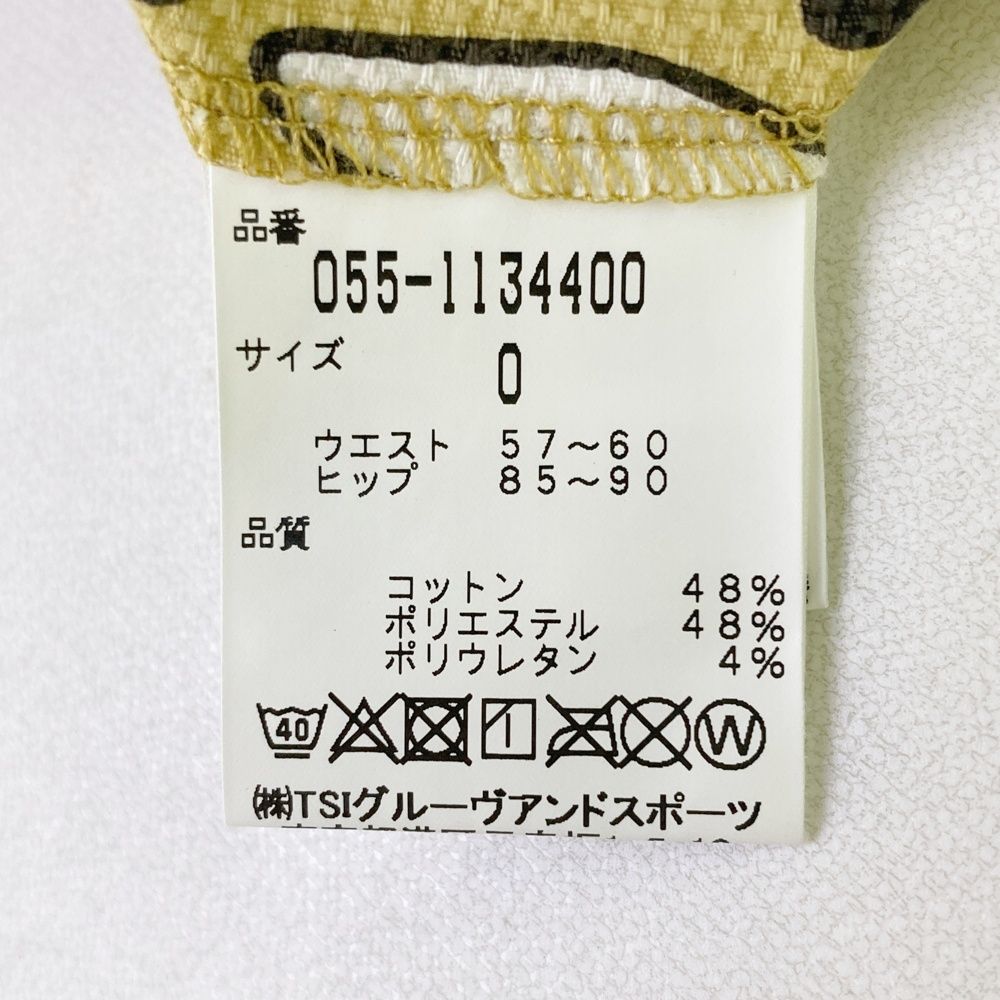 品番
055-1134400
サイズ
0
ウエスト 57～60
ヒップ 85～90
品質
コットン 48%
ポリエステル 48%
ポリウレタン 4%
40 W
㈱TSIグルーヴアンドスポーツ